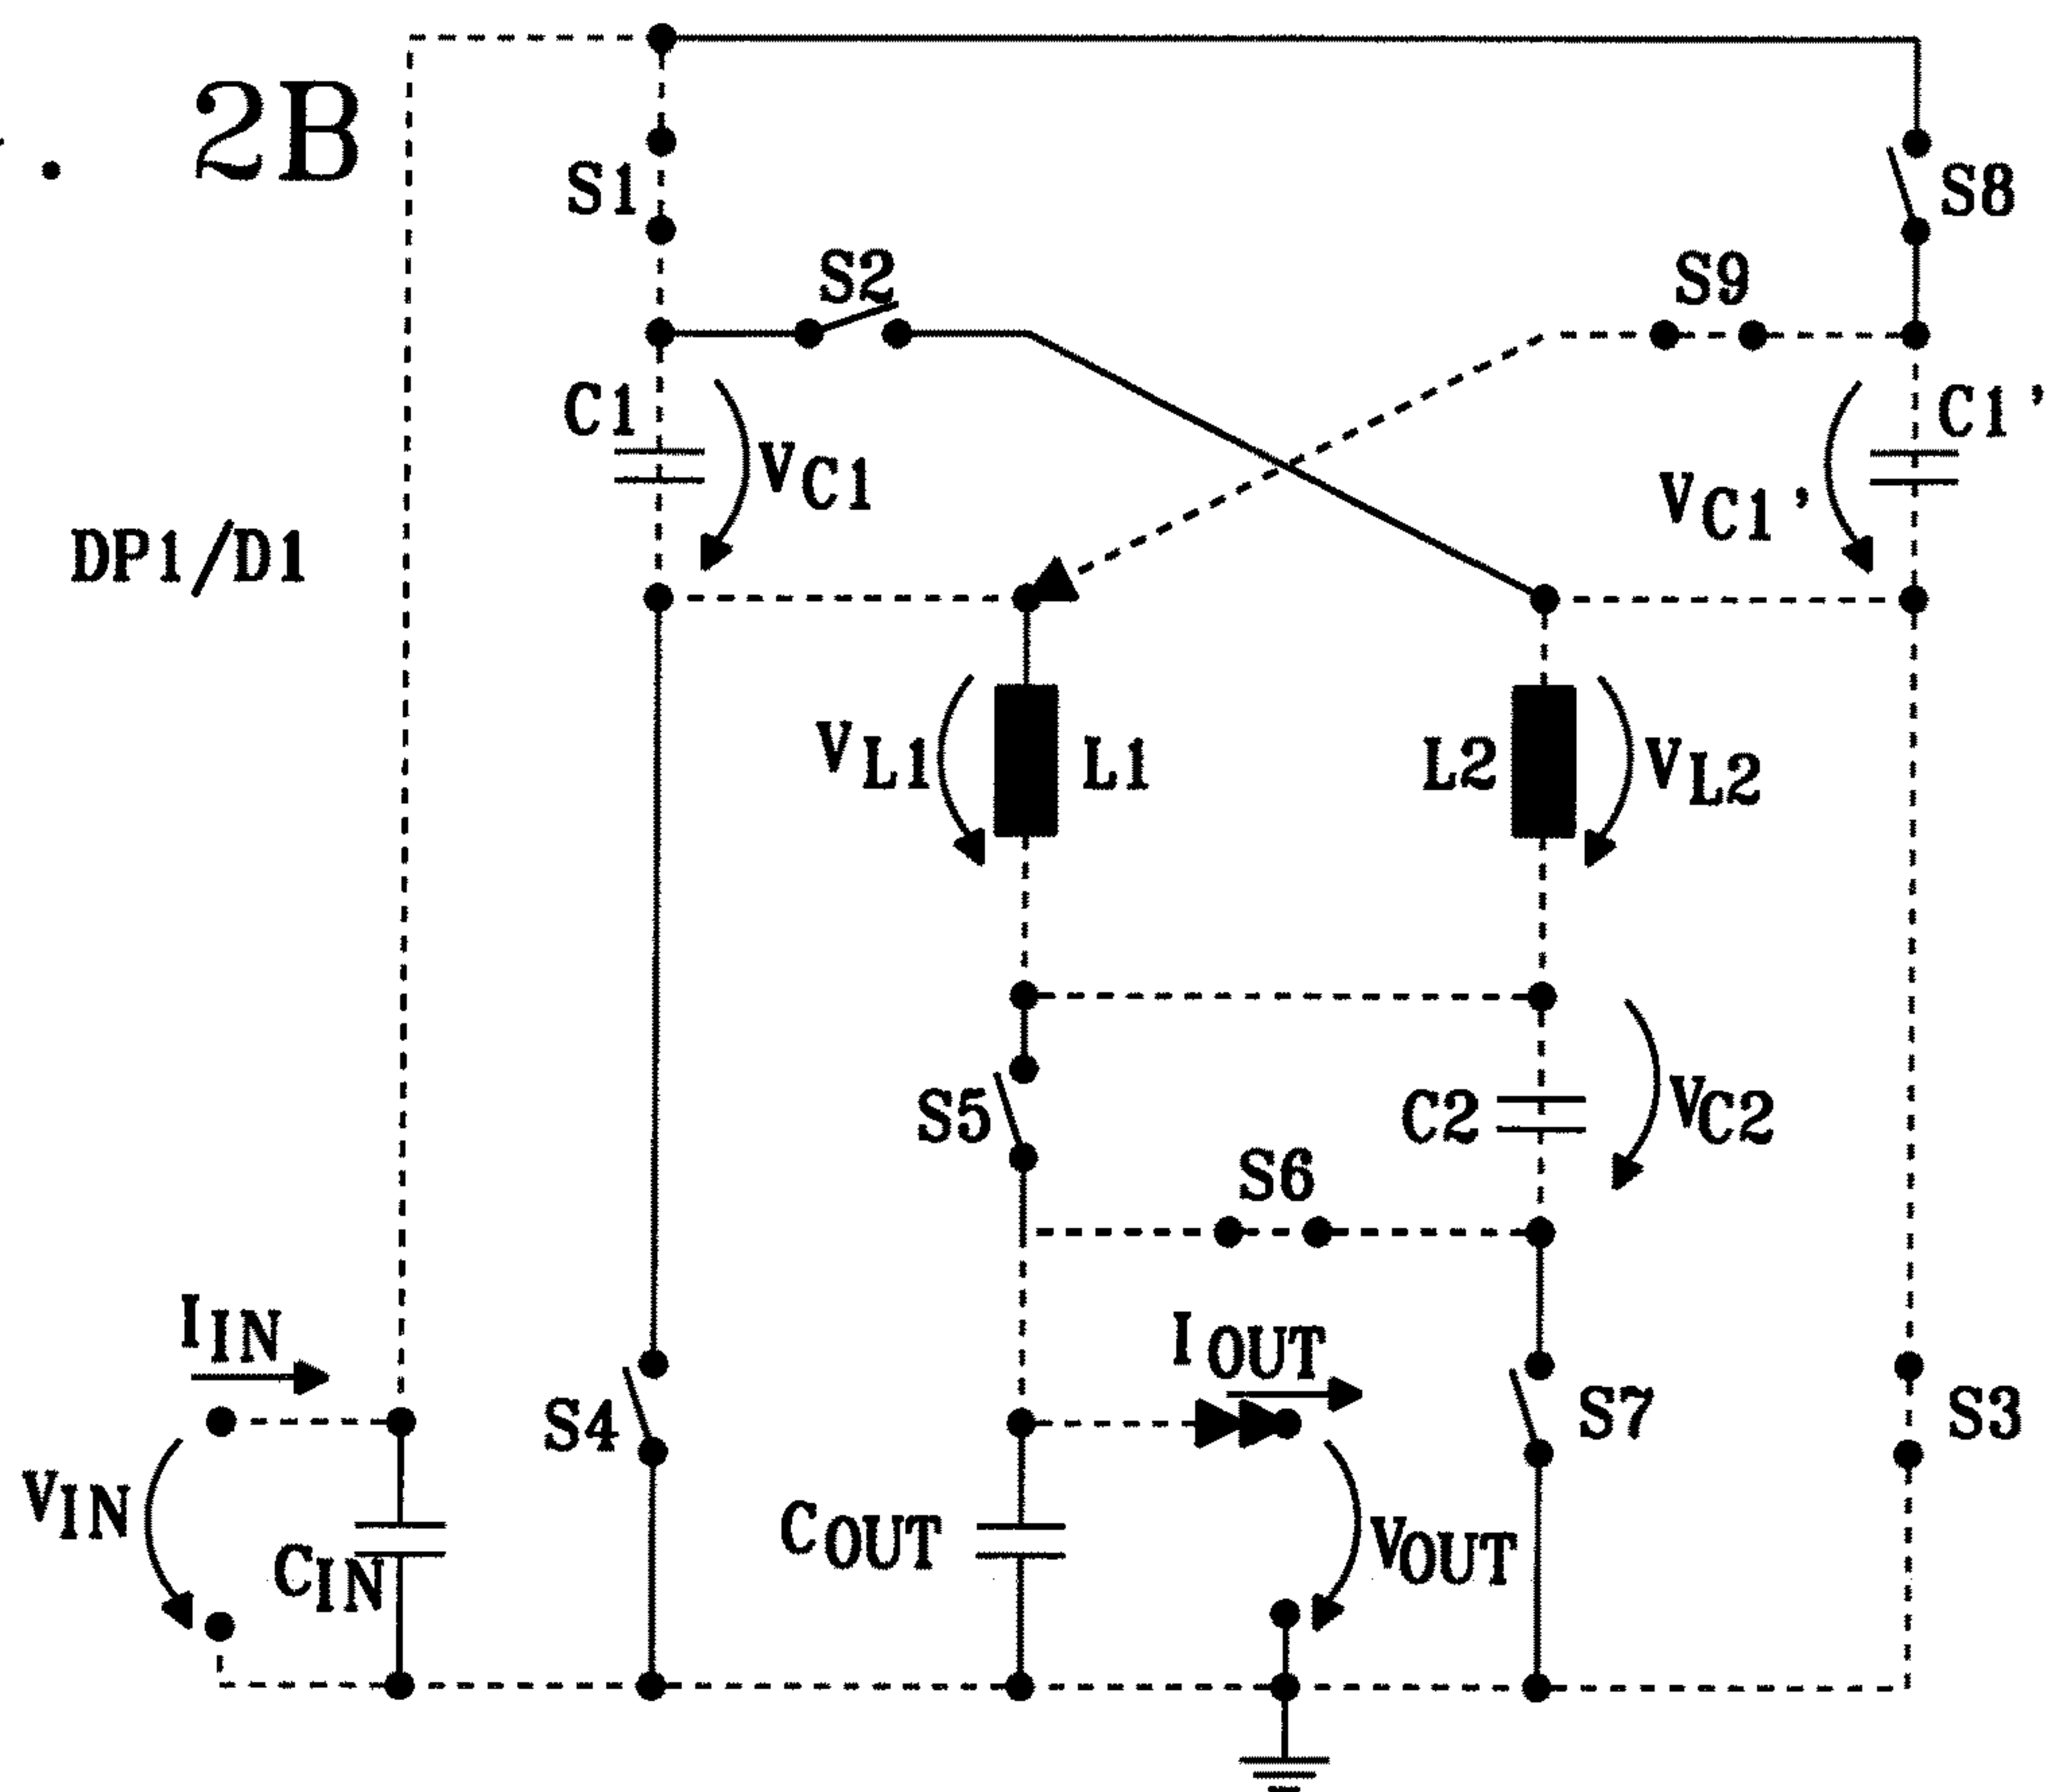 . 2B
S1
S8
S2
S9
C1
C1'
VC1
VC1'
DP1/D1
VL1
L1
L2
VL2
S5
C2
VC2
S6
IIN
IOUT
S4
S7
S3
VIN
CIN
COUT
VOUT